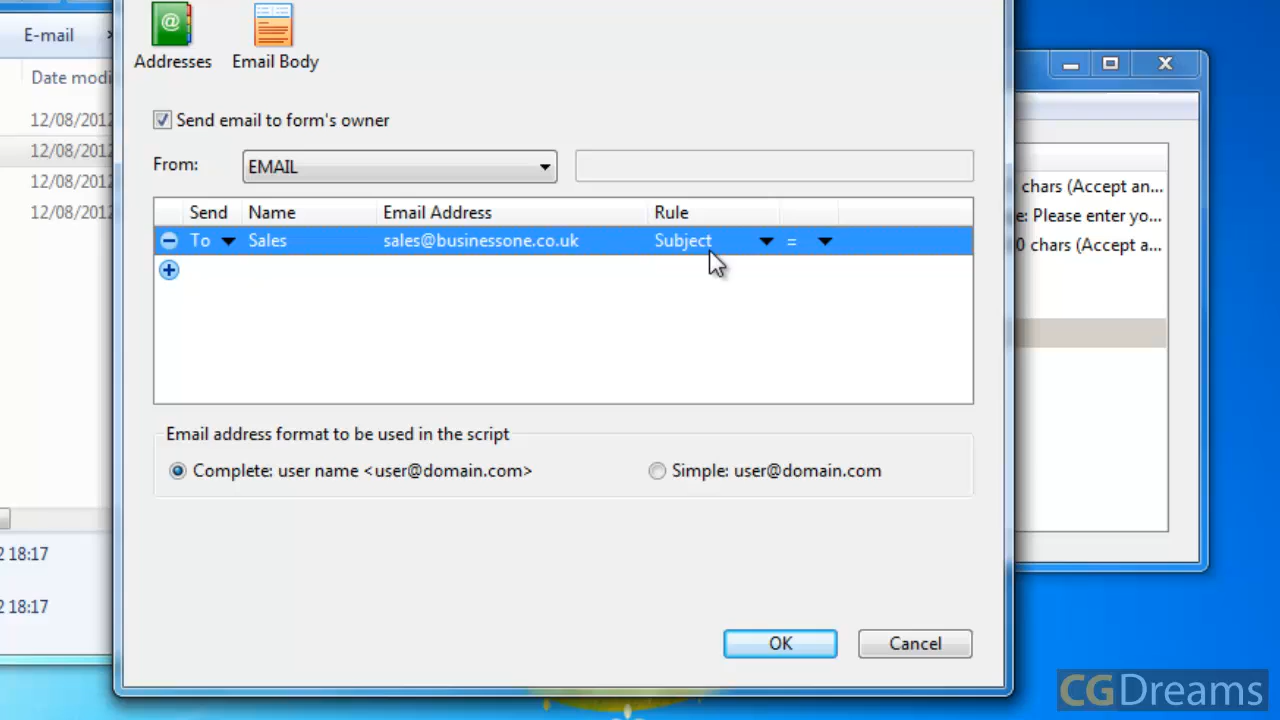 E-mail
Addresses
Email Body
Date modi
Send email to form's owner
12/08/2012
12/08/2012
12/08/2012
12/08/2012
From:
EMAIL
Send Name Email Address Rule
To Sales sales@businessone.co.uk Subject =
chars (Accept an...
e: Please enter yo...
0 chars (Accept a...
Email address format to be used in the script
Complete: user name <user@domain.com>
Simple: user@domain.com
2 18:17
2 18:17
OK
Cancel
CGDreams